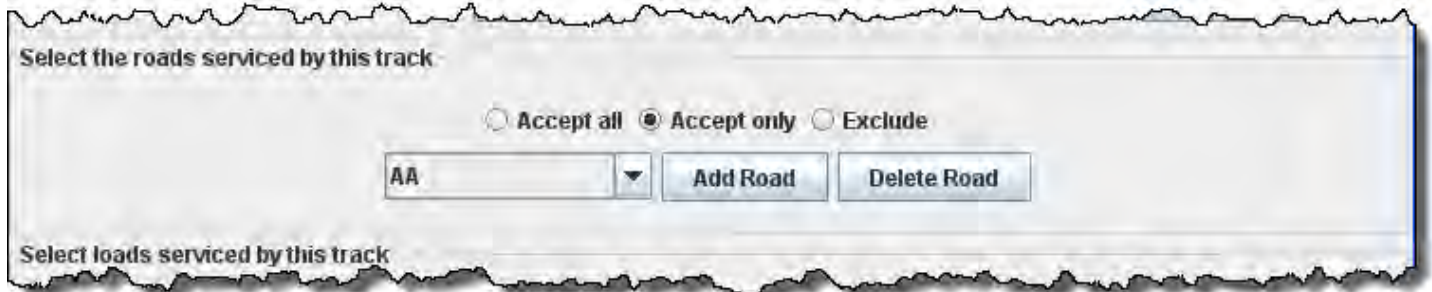 Select the roads serviced by this track
Accept all Accept only Exclude
AA Add Road Delete Road
Select loads serviced by this track